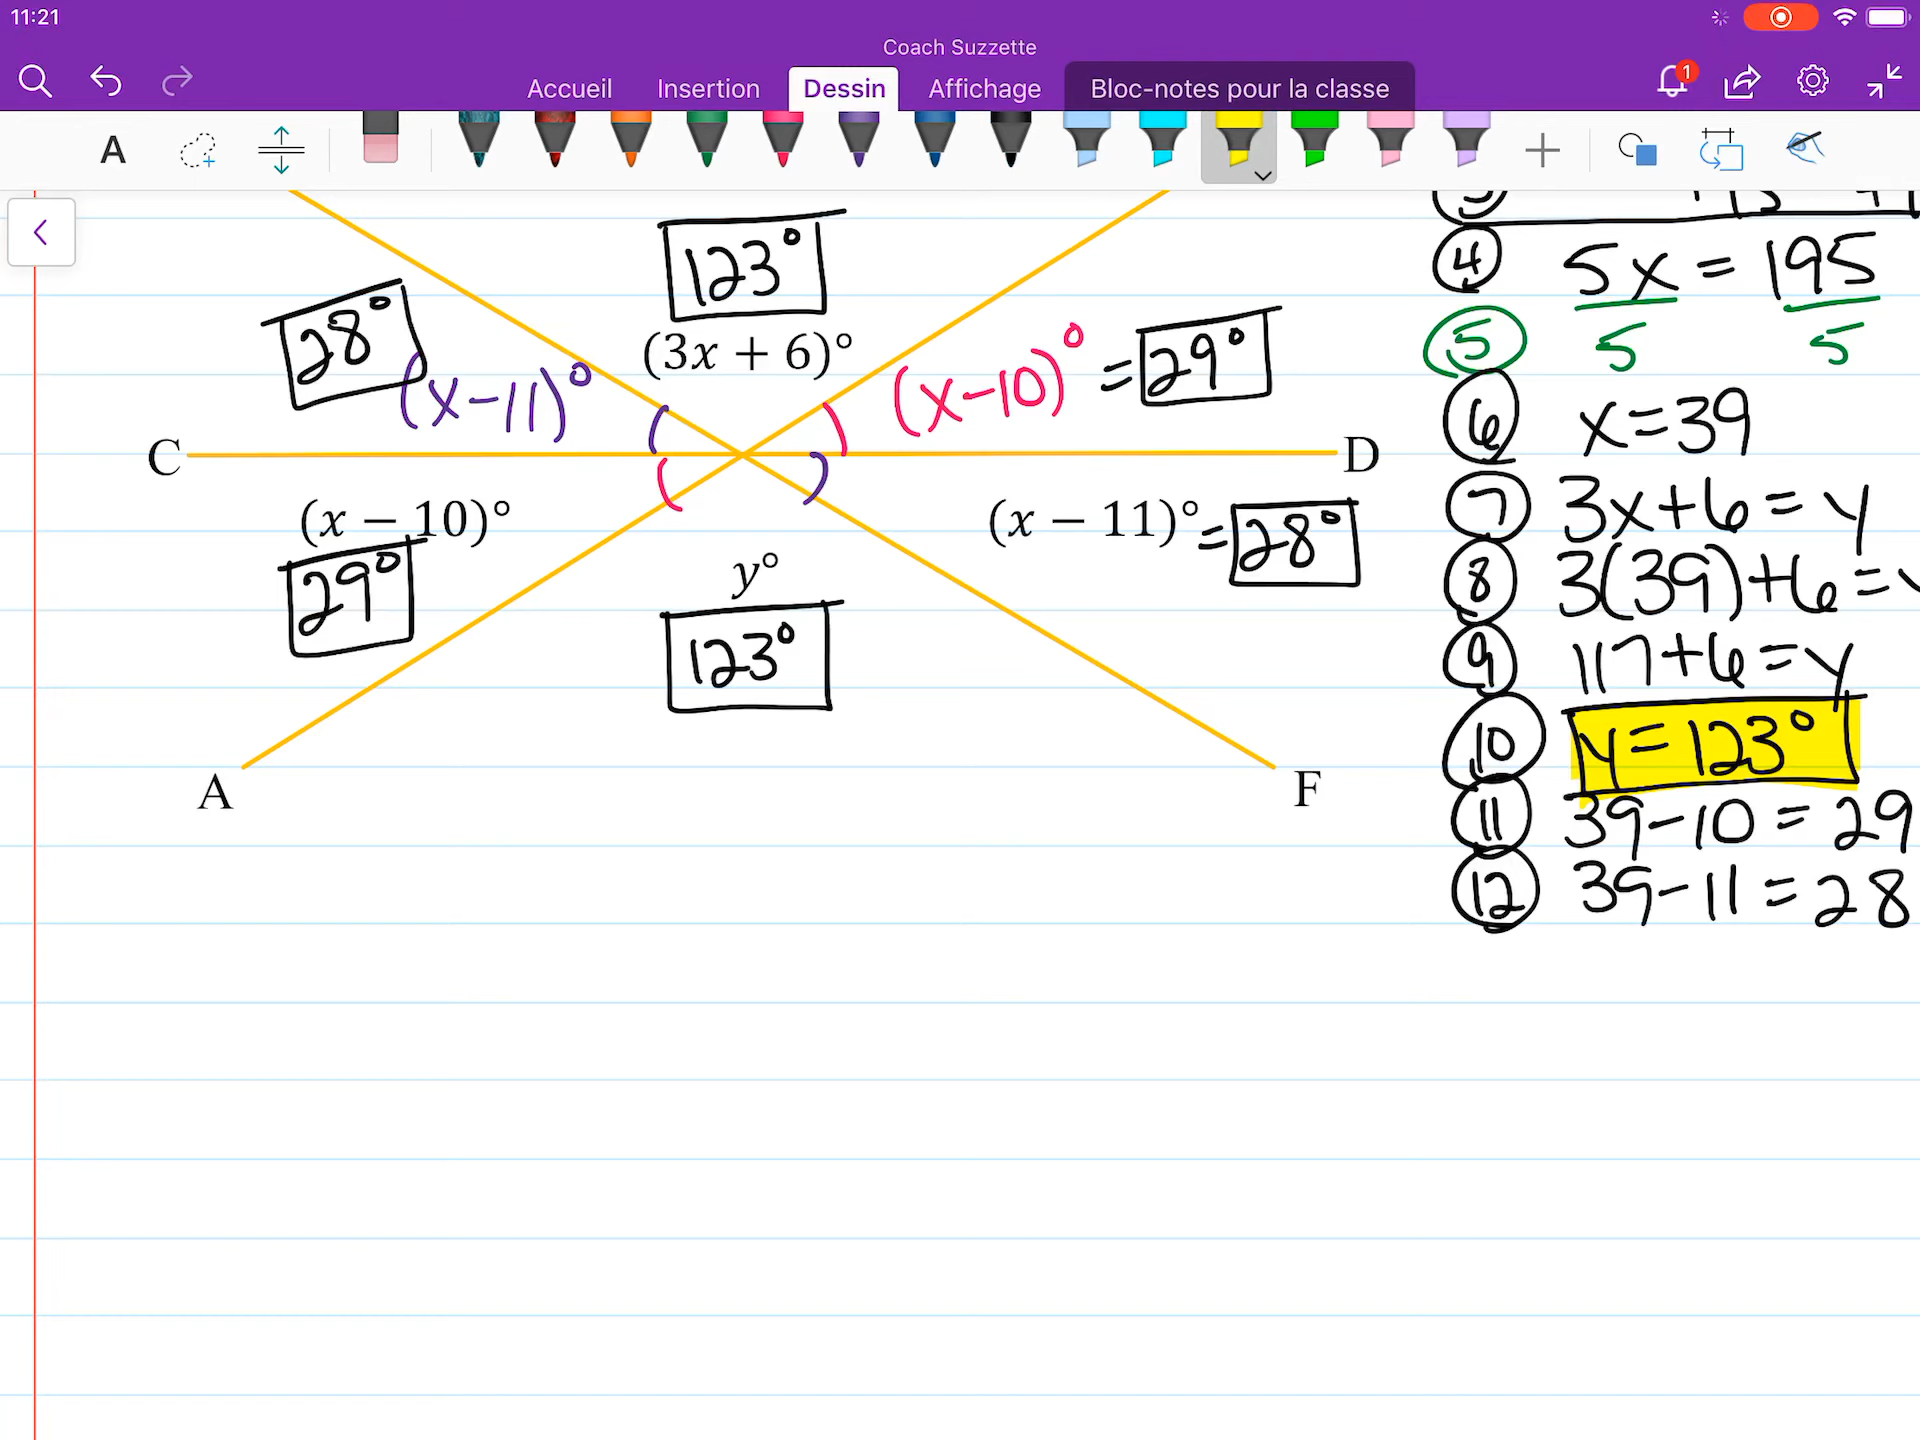 11:21
Coach Suzzette
Accueil Insertion Dessin Affichage Bloc-notes pour la classe
1
A
123°
28°
(3x + 6)°
(x-11)°
(x-10)° = 29°
C
D
(x − 10)°
29°
(x − 11)° = 28°
y°
123°
A
F
④ 5x = 195
⑤ 5 5
⑥ x=39
⑦ 3x+6=y
⑧ 3(39)+6=y
⑨ 117+6=y
⑩ y=123°
⑪ 39-10=29
⑫ 39-11=28